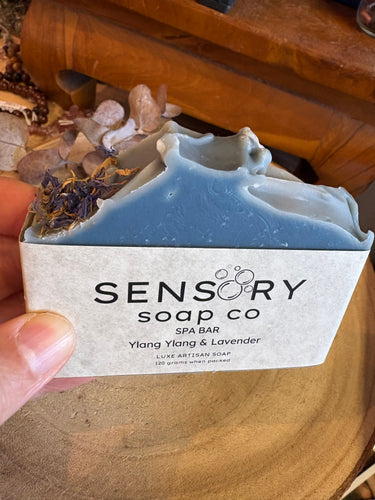 SENSORY
soap co
SPA BAR
Ylang Ylang & Lavender
LUXE ARTISAN SOAP
120 grams when packed